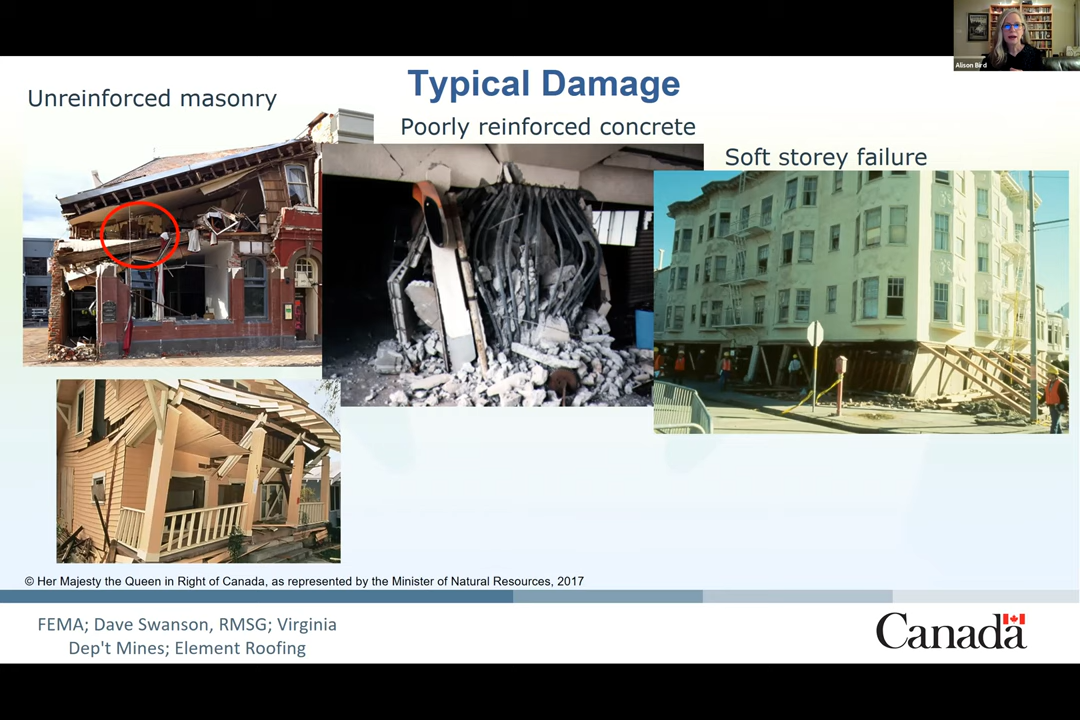 Alison Bird
Typical Damage
Unreinforced masonry
Poorly reinforced concrete
Soft storey failure
© Her Majesty the Queen in Right of Canada, as represented by the Minister of Natural Resources, 2017
FEMA; Dave Swanson, RMSG; Virginia
Dep't Mines; Element Roofing
Canada